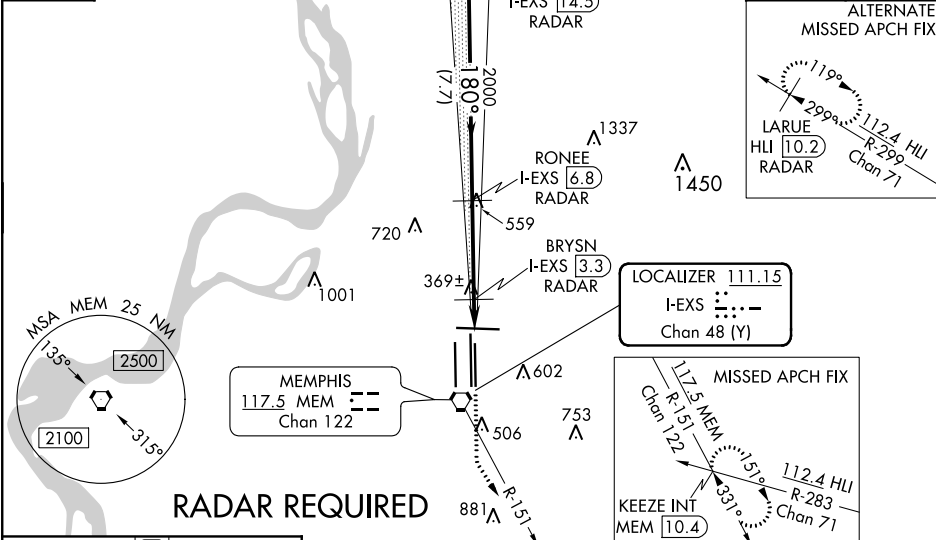 I-EXS 14.5
RADAR
ALTERNATE
MISSED APCH FIX
119°
299°
LARUE
HLI 10.2
RADAR
112.4 HLI
R-299
Chan 71
2000
180°
(7.7)
1337
1450
RONEE
I-EXS 6.8
RADAR
559
720
BRYSN
I-EXS 3.3
RADAR
369±
1001
LOCALIZER 111.15
I-EXS
Chan 48 (Y)
MSA MEM 25 NM
135°
2500
2100
315°
MEMPHIS
117.5 MEM
Chan 122
602
506
753
881
R-151
RADAR REQUIRED
MISSED APCH FIX
117.5 MEM
R-151
Chan 122
151°
331°
112.4 HLI
R-283
Chan 71
KEEZE INT
MEM 10.4